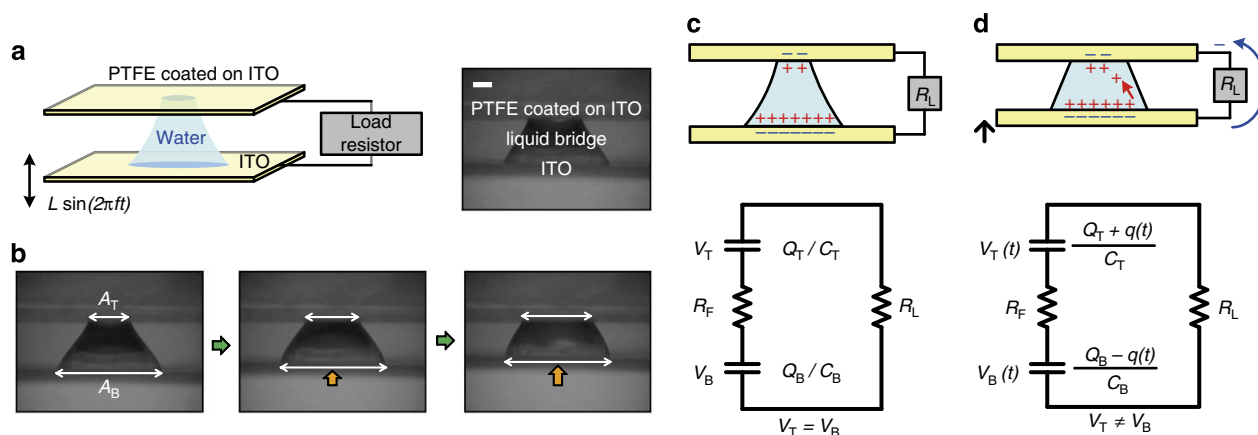 a
PTFE coated on ITO
Water
ITO
Load
resistor
L sin(2πft)
PTFE coated on ITO
liquid bridge
ITO
b
A_T
A_B
c
− −
+ +
+++++++
−−−−−−−
R_L
V_T
Q_T / C_T
R_F
R_L
V_B
Q_B / C_B
V_T = V_B
d
− −
−
+ +
+
++++++
−−−−−−
R_L
V_T (t)
Q_T + q(t)
C_T
R_F
R_L
V_B (t)
Q_B − q(t)
C_B
V_T ≠ V_B